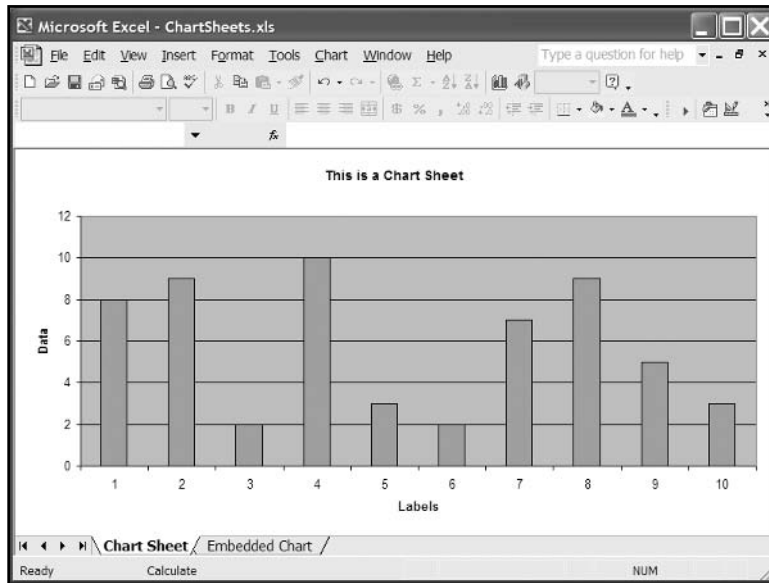 Microsoft Excel - ChartSheets.xls
File Edit View Insert Format Tools Chart Window Help Type a question for help
B I U $ % ,
fx
This is a Chart Sheet
12
10
8
6
4
2
0
Data
1 2 3 4 5 6 7 8 9 10
Labels
Chart Sheet Embedded Chart
Ready Calculate NUM